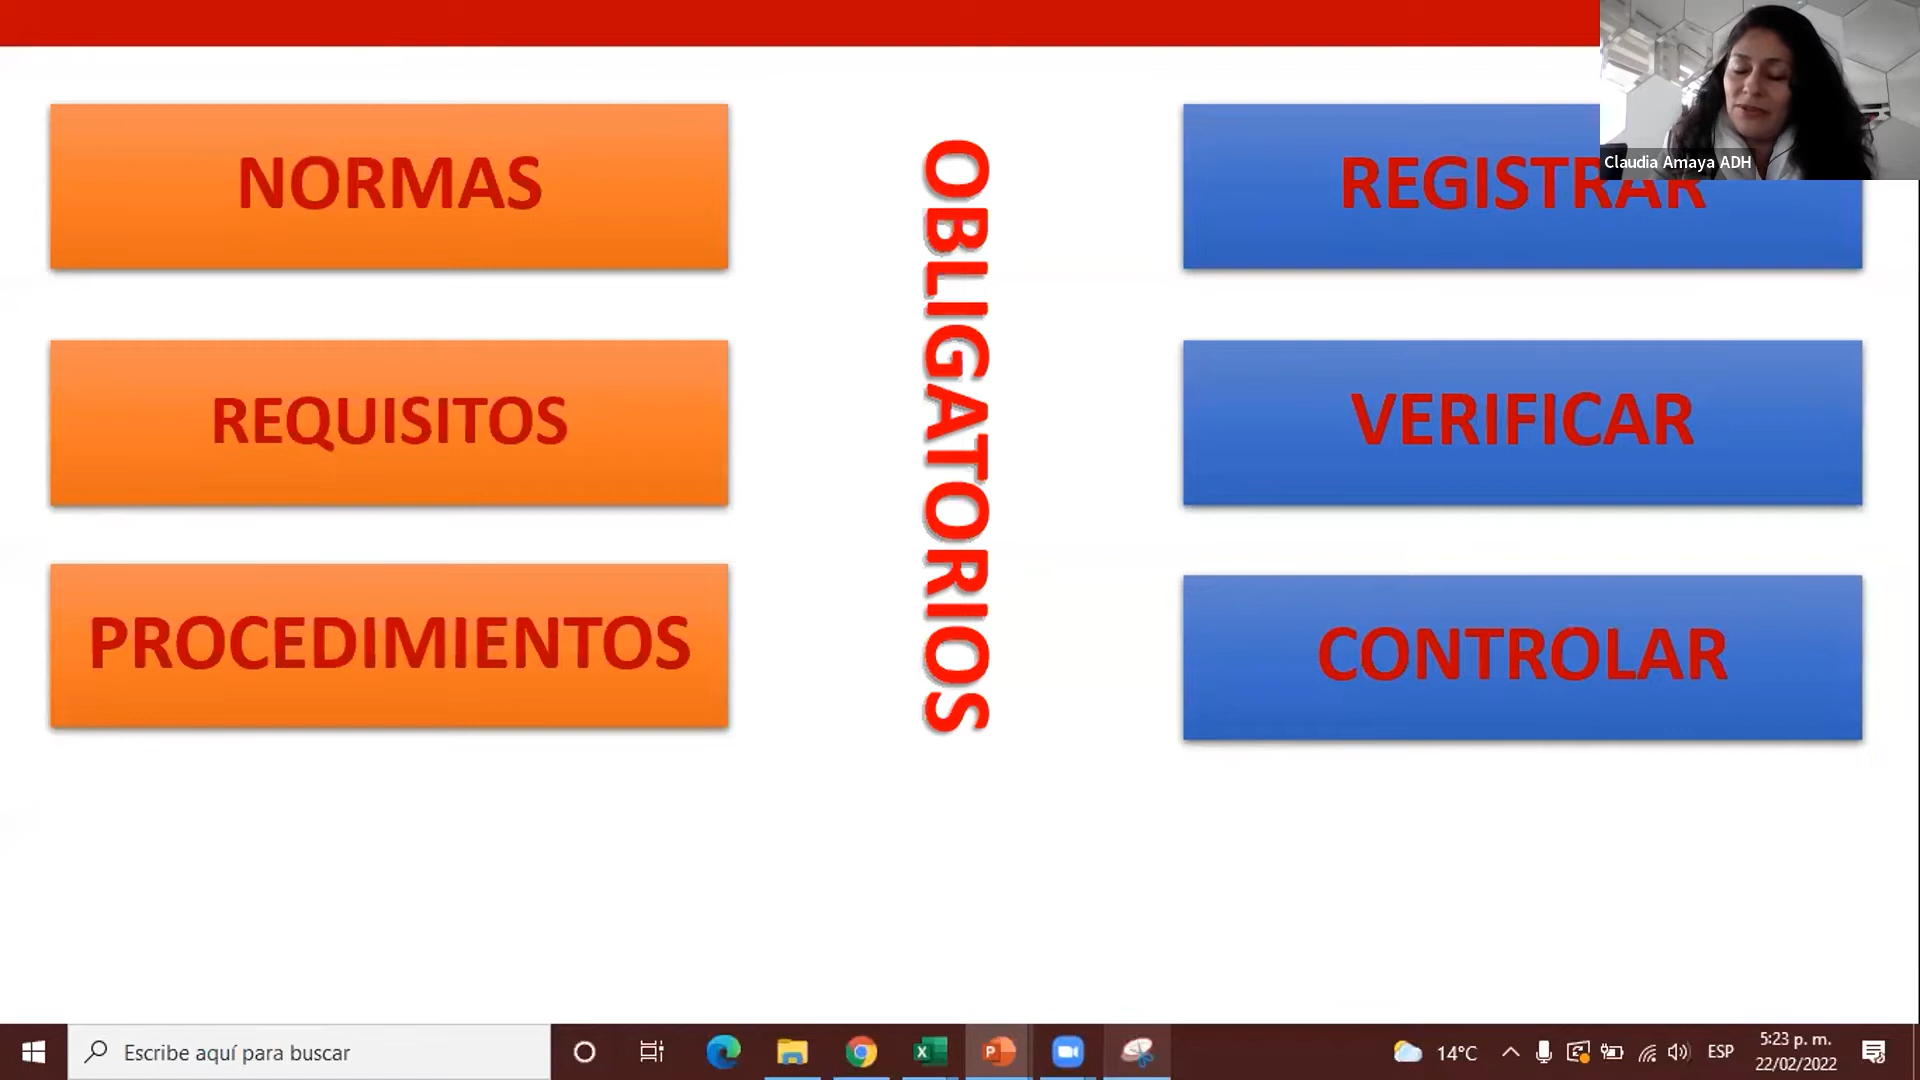 NORMAS
REQUISITOS
PROCEDIMIENTOS
OBLIGATORIOS
REGISTRAR
VERIFICAR
CONTROLAR
Claudia Amaya ADH
Escribe aquí para buscar
14°C
ESP
5:23 p. m.
22/02/2022